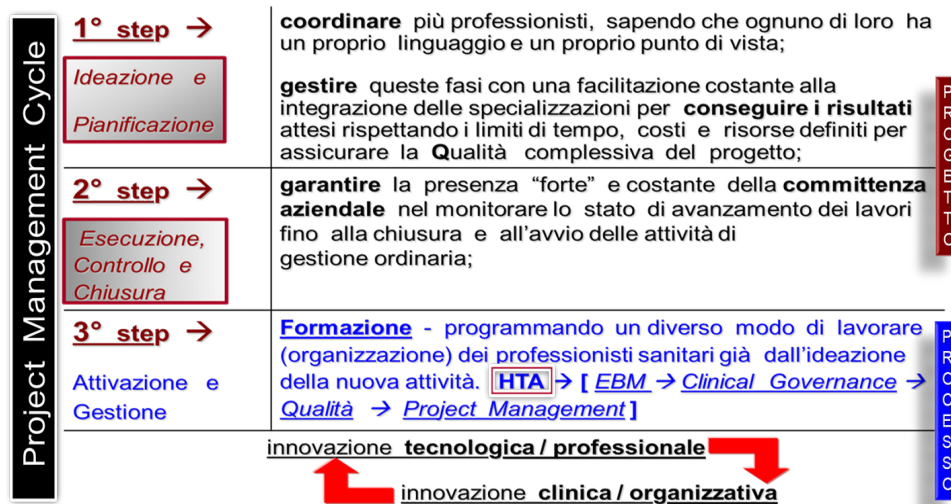 Project Management Cycle
1° step →
Ideazione e
Pianificazione
coordinare più professionisti, sapendo che ognuno di loro ha
un proprio linguaggio e un proprio punto di vista;
gestire queste fasi con una facilitazione costante alla
integrazione delle specializzazioni per conseguire i risultati
attesi rispettando i limiti di tempo, costi e risorse definiti per
assicurare la Qualità complessiva del progetto;
2° step →
Esecuzione,
Controllo e
Chiusura
garantire la presenza “forte” e costante della committenza
aziendale nel monitorare lo stato di avanzamento dei lavori
fino alla chiusura e all'avvio delle attività di
gestione ordinaria;
3° step →
Attivazione e
Gestione
Formazione - programmando un diverso modo di lavorare
(organizzazione) dei professionisti sanitari già dall'ideazione
della nuova attività. HTA → [ EBM → Clinical Governance →
Qualità → Project Management ]
innovazione tecnologica / professionale
innovazione clinica / organizzativa
PROGETTO
PROCESSO